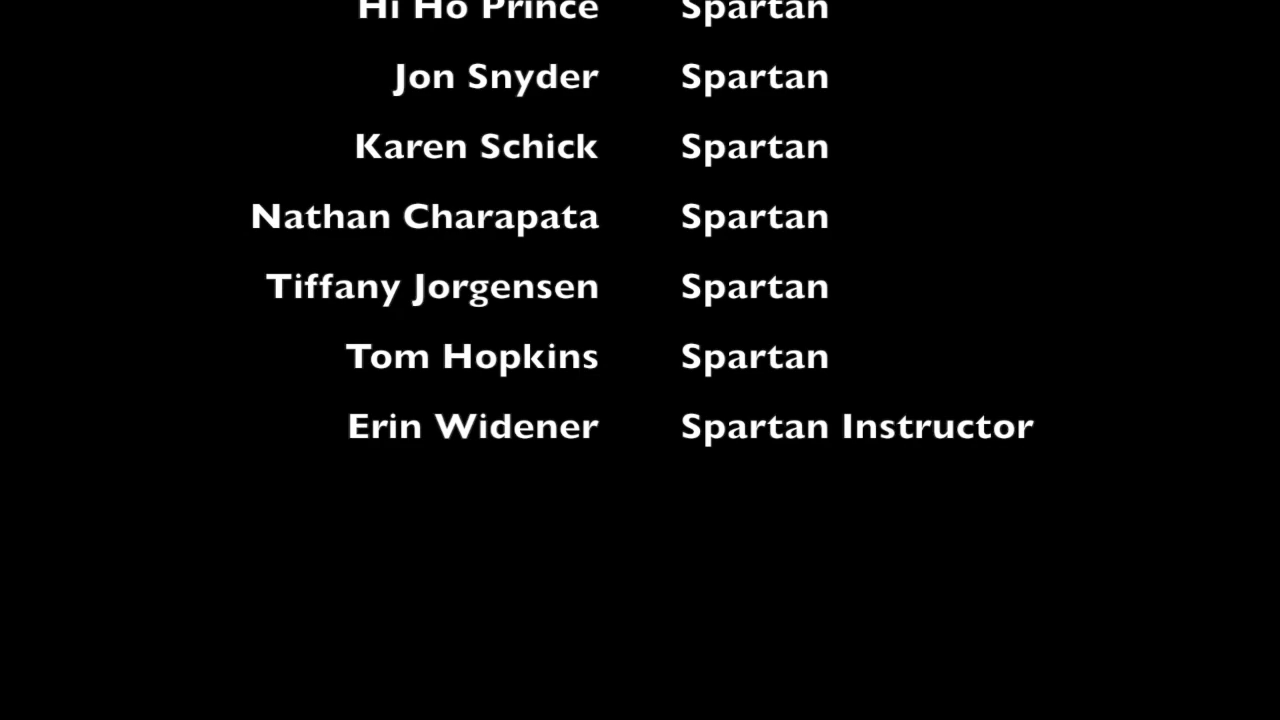 Hi Ho Prince Spartan
Jon Snyder Spartan
Karen Schick Spartan
Nathan Charapata Spartan
Tiffany Jorgensen Spartan
Tom Hopkins Spartan
Erin Widener Spartan Instructor